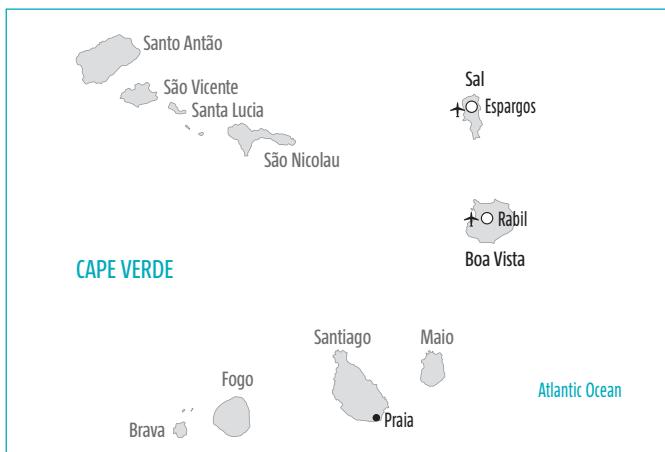 Santo Antão
São Vicente
Santa Lucia
São Nicolau
Sal
Espargos
Rabil
Boa Vista
CAPE VERDE
Santiago
Maio
Fogo
Atlantic Ocean
Brava
Praia